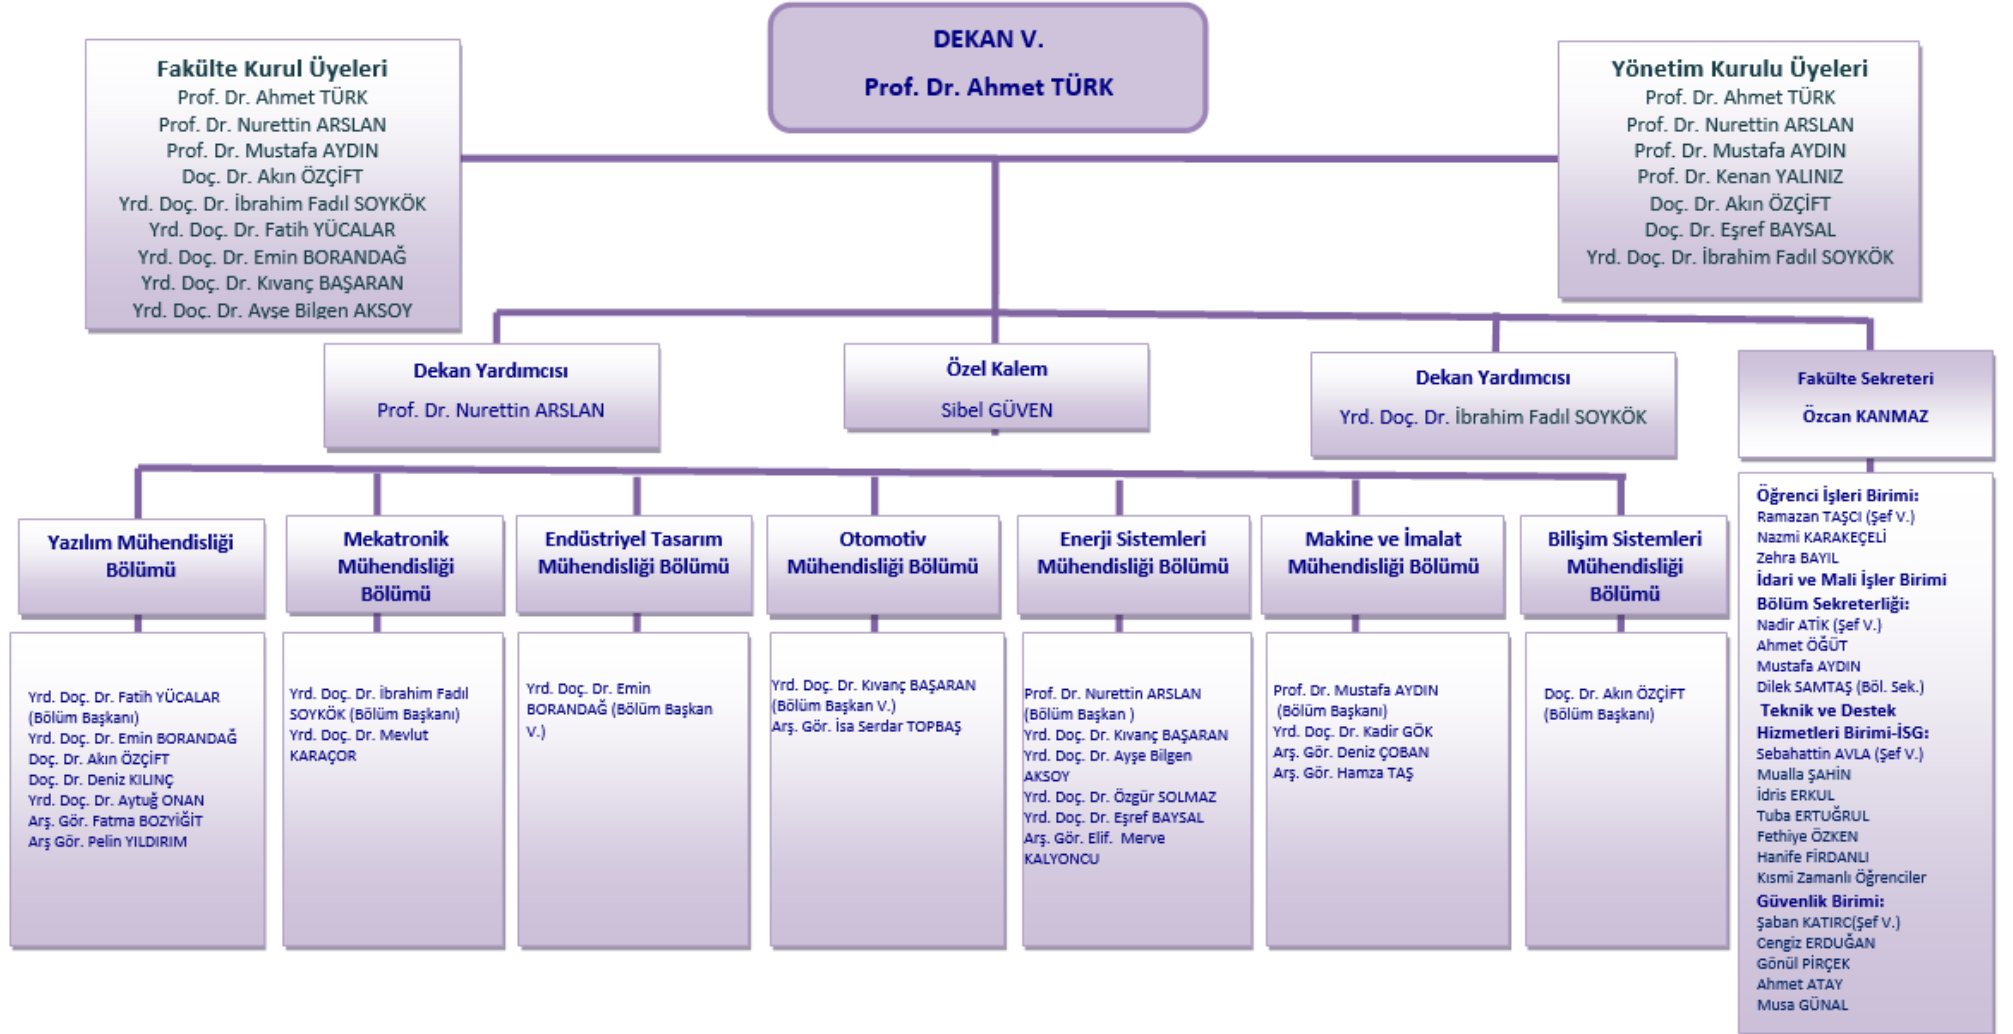 DEKAN V.
Prof. Dr. Ahmet TÜRK
Fakülte Kurul Üyeleri
Prof. Dr. Ahmet TÜRK
Prof. Dr. Nurettin ARSLAN
Prof. Dr. Mustafa AYDIN
Doç. Dr. Akın ÖZÇİFT
Yrd. Doç. Dr. İbrahim Fadıl SOYKÖK
Yrd. Doç. Dr. Fatih YÜCALAR
Yrd. Doç. Dr. Emin BORANDAĞ
Yrd. Doç. Dr. Kıvanç BAŞARAN
Yrd. Doç. Dr. Ayşe Bilgen AKSOY
Yönetim Kurulu Üyeleri
Prof. Dr. Ahmet TÜRK
Prof. Dr. Nurettin ARSLAN
Prof. Dr. Mustafa AYDIN
Prof. Dr. Kenan YALINIZ
Doç. Dr. Akın ÖZÇİFT
Doç. Dr. Eşref BAYSAL
Yrd. Doç. Dr. İbrahim Fadıl SOYKÖK
Dekan Yardımcısı
Prof. Dr. Nurettin ARSLAN
Özel Kalem
Sibel GÜVEN
Dekan Yardımcısı
Yrd. Doç. Dr. İbrahim Fadıl SOYKÖK
Fakülte Sekreteri
Özcan KANMAZ
Yazılım Mühendisliği
Bölümü
Yrd. Doç. Dr. Fatih YÜCALAR
(Bölüm Başkanı)
Yrd. Doç. Dr. Emin BORANDAĞ
Doç. Dr. Akın ÖZÇİFT
Doç. Dr. Deniz KILINÇ
Yrd. Doç. Dr. Aytuğ ONAN
Arş. Gör. Fatma BOZYİĞİT
Arş Gör. Pelin YILDIRIM
Mekatronik
Mühendisliği
Bölümü
Yrd. Doç. Dr. İbrahim Fadıl
SOYKÖK (Bölüm Başkanı)
Yrd. Doç. Dr. Mevlut
KARAÇOR
Endüstriyel Tasarım
Mühendisliği Bölümü
Yrd. Doç. Dr. Emin
BORANDAĞ (Bölüm Başkan
V.)
Otomotiv
Mühendisliği Bölümü
Yrd. Doç. Dr. Kıvanç BAŞARAN
(Bölüm Başkan V.)
Arş. Gör. İsa Serdar TOPBAŞ
Enerji Sistemleri
Mühendisliği Bölümü
Prof. Dr. Nurettin ARSLAN
(Bölüm Başkan )
Yrd. Doç. Dr. Kıvanç BAŞARAN
Yrd. Doç. Dr. Ayşe Bilgen
AKSOY
Yrd. Doç. Dr. Özgür SOLMAZ
Yrd. Doç. Dr. Eşref BAYSAL
Arş. Gör. Elif. Merve
KALYONCU
Makine ve İmalat
Mühendisliği Bölümü
Prof. Dr. Mustafa AYDIN
(Bölüm Başkanı)
Yrd. Doç. Dr. Kadir GÖK
Arş. Gör. Deniz ÇOBAN
Arş. Gör. Hamza TAŞ
Bilişim Sistemleri
Mühendisliği
Bölümü
Doç. Dr. Akın ÖZÇİFT
(Bölüm Başkanı)
Öğrenci İşleri Birimi:
Ramazan TAŞCI (Şef V.)
Nazmi KARAKEÇELİ
Zehra BAYIL
İdari ve Mali İşler Birimi
Bölüm Sekreterliği:
Nadir ATİK (Şef V.)
Ahmet ÖĞÜT
Mustafa AYDIN
Dilek SAMTAŞ (Böl. Sek.)
Teknik ve Destek
Hizmetleri Birimi-İSG:
Sebahattin AVLA (Şef V.)
Mualla ŞAHİN
İdris ERKUL
Tuba ERTUĞRUL
Fethiye ÖZKEN
Hanife FİRDANLI
Kısmi Zamanlı Öğrenciler
Güvenlik Birimi:
Şaban KATIRC(Şef V.)
Cengiz ERDUĞAN
Gönül PİRÇEK
Ahmet ATAY
Musa GÜNAL